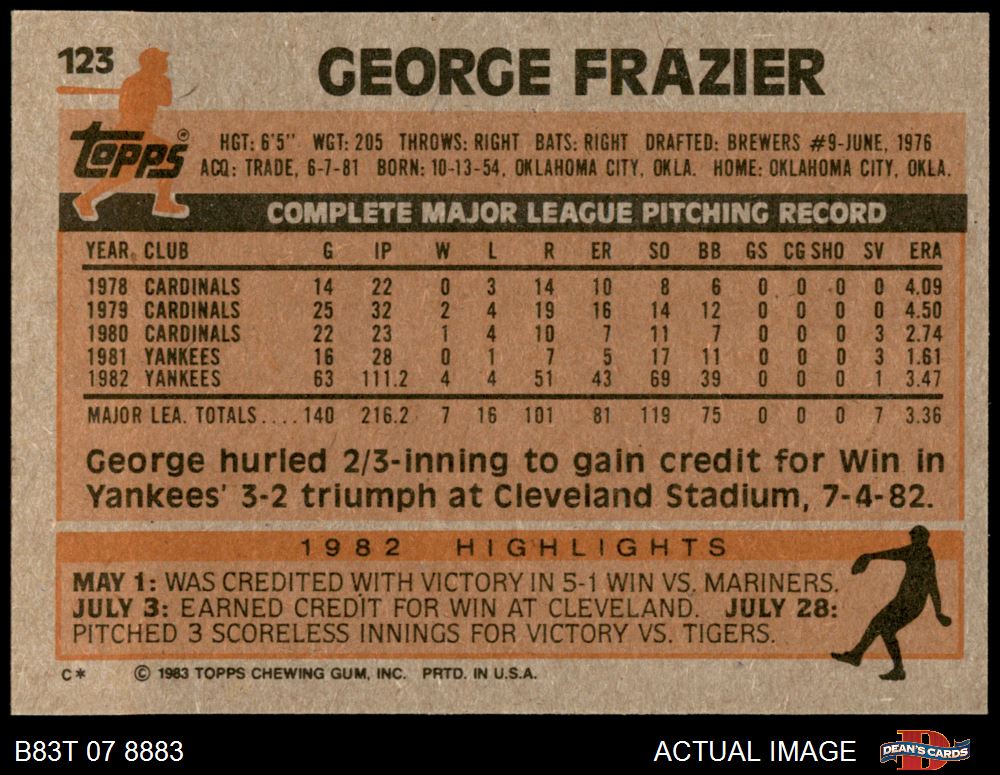 123
GEORGE FRAZIER
Topps ®
HGT: 6'5" WGT: 205 THROWS: RIGHT BATS: RIGHT DRAFTED: BREWERS #9-JUNE, 1976
ACQ: TRADE, 6-7-81 BORN: 10-13-54, OKLAHOMA CITY, OKLA. HOME: OKLAHOMA CITY, OKLA.
COMPLETE MAJOR LEAGUE PITCHING RECORD
YEAR CLUB G IP W L R ER SO BB GS CG SHO SV ERA
1978 CARDINALS 14 22 0 3 14 10 8 6 0 0 0 0 4.09
1979 CARDINALS 25 32 2 4 19 16 14 12 0 0 0 0 4.50
1980 CARDINALS 22 23 1 4 10 7 11 7 0 0 0 3 2.74
1981 YANKEES 16 28 0 1 7 5 17 11 0 0 0 3 1.61
1982 YANKEES 63 111.2 4 4 51 43 69 39 0 0 0 1 3.47
MAJOR LEA. TOTALS.... 140 216.2 7 16 101 81 119 75 0 0 0 7 3.36
George hurled 2/3-inning to gain credit for Win in
Yankees' 3-2 triumph at Cleveland Stadium, 7-4-82.
1982 HIGHLIGHTS
MAY 1: WAS CREDITED WITH VICTORY IN 5-1 WIN VS. MARINERS.
JULY 3: EARNED CREDIT FOR WIN AT CLEVELAND. JULY 28:
PITCHED 3 SCORELESS INNINGS FOR VICTORY VS. TIGERS.
C* © 1983 TOPPS CHEWING GUM, INC. PRTD. IN U.S.A.
B83T 07 8883 ACTUAL IMAGE DEAN'S CARDS